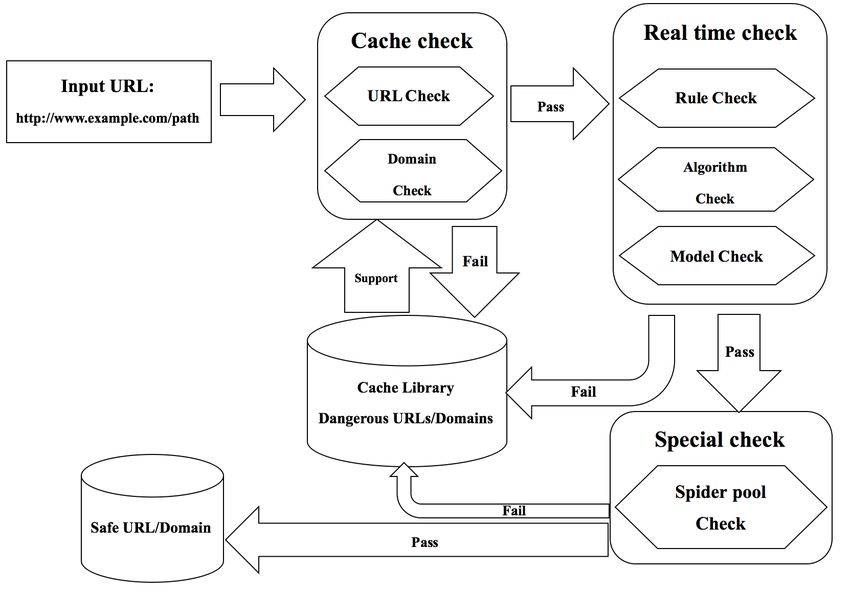 Input URL:
http://www.example.com/path
Cache check
URL Check
Domain
Check
Pass
Real time check
Rule Check
Algorithm
Check
Model Check
Support
Fail
Cache Library
Dangerous URLs/Domains
Fail
Pass
Special check
Spider pool
Check
Fail
Pass
Safe URL/Domain